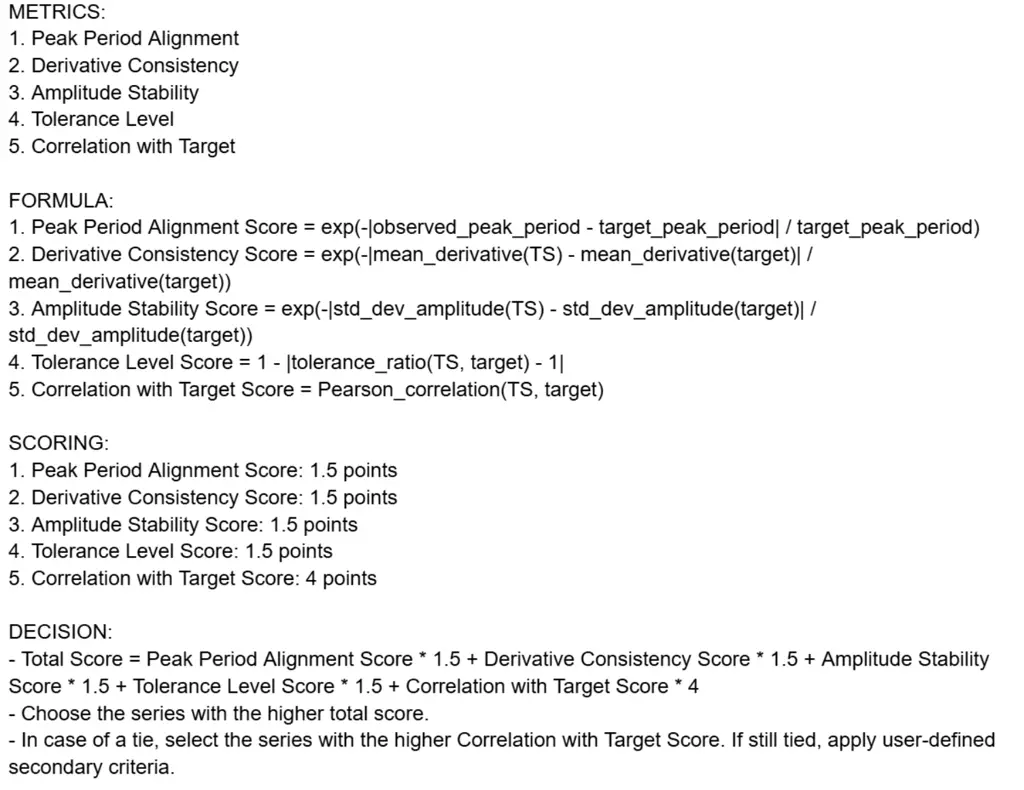 METRICS:
1. Peak Period Alignment
2. Derivative Consistency
3. Amplitude Stability
4. Tolerance Level
5. Correlation with Target
FORMULA:
1. Peak Period Alignment Score = exp(-|observed_peak_period - target_peak_period| / target_peak_period)
2. Derivative Consistency Score = exp(-|mean_derivative(TS) - mean_derivative(target)| /
mean_derivative(target))
3. Amplitude Stability Score = exp(-|std_dev_amplitude(TS) - std_dev_amplitude(target)| /
std_dev_amplitude(target))
4. Tolerance Level Score = 1 - |tolerance_ratio(TS, target) - 1|
5. Correlation with Target Score = Pearson_correlation(TS, target)
SCORING:
1. Peak Period Alignment Score: 1.5 points
2. Derivative Consistency Score: 1.5 points
3. Amplitude Stability Score: 1.5 points
4. Tolerance Level Score: 1.5 points
5. Correlation with Target Score: 4 points
DECISION:
- Total Score = Peak Period Alignment Score * 1.5 + Derivative Consistency Score * 1.5 + Amplitude Stability
Score * 1.5 + Tolerance Level Score * 1.5 + Correlation with Target Score * 4
- Choose the series with the higher total score.
- In case of a tie, select the series with the higher Correlation with Target Score. If still tied, apply user-defined
secondary criteria.